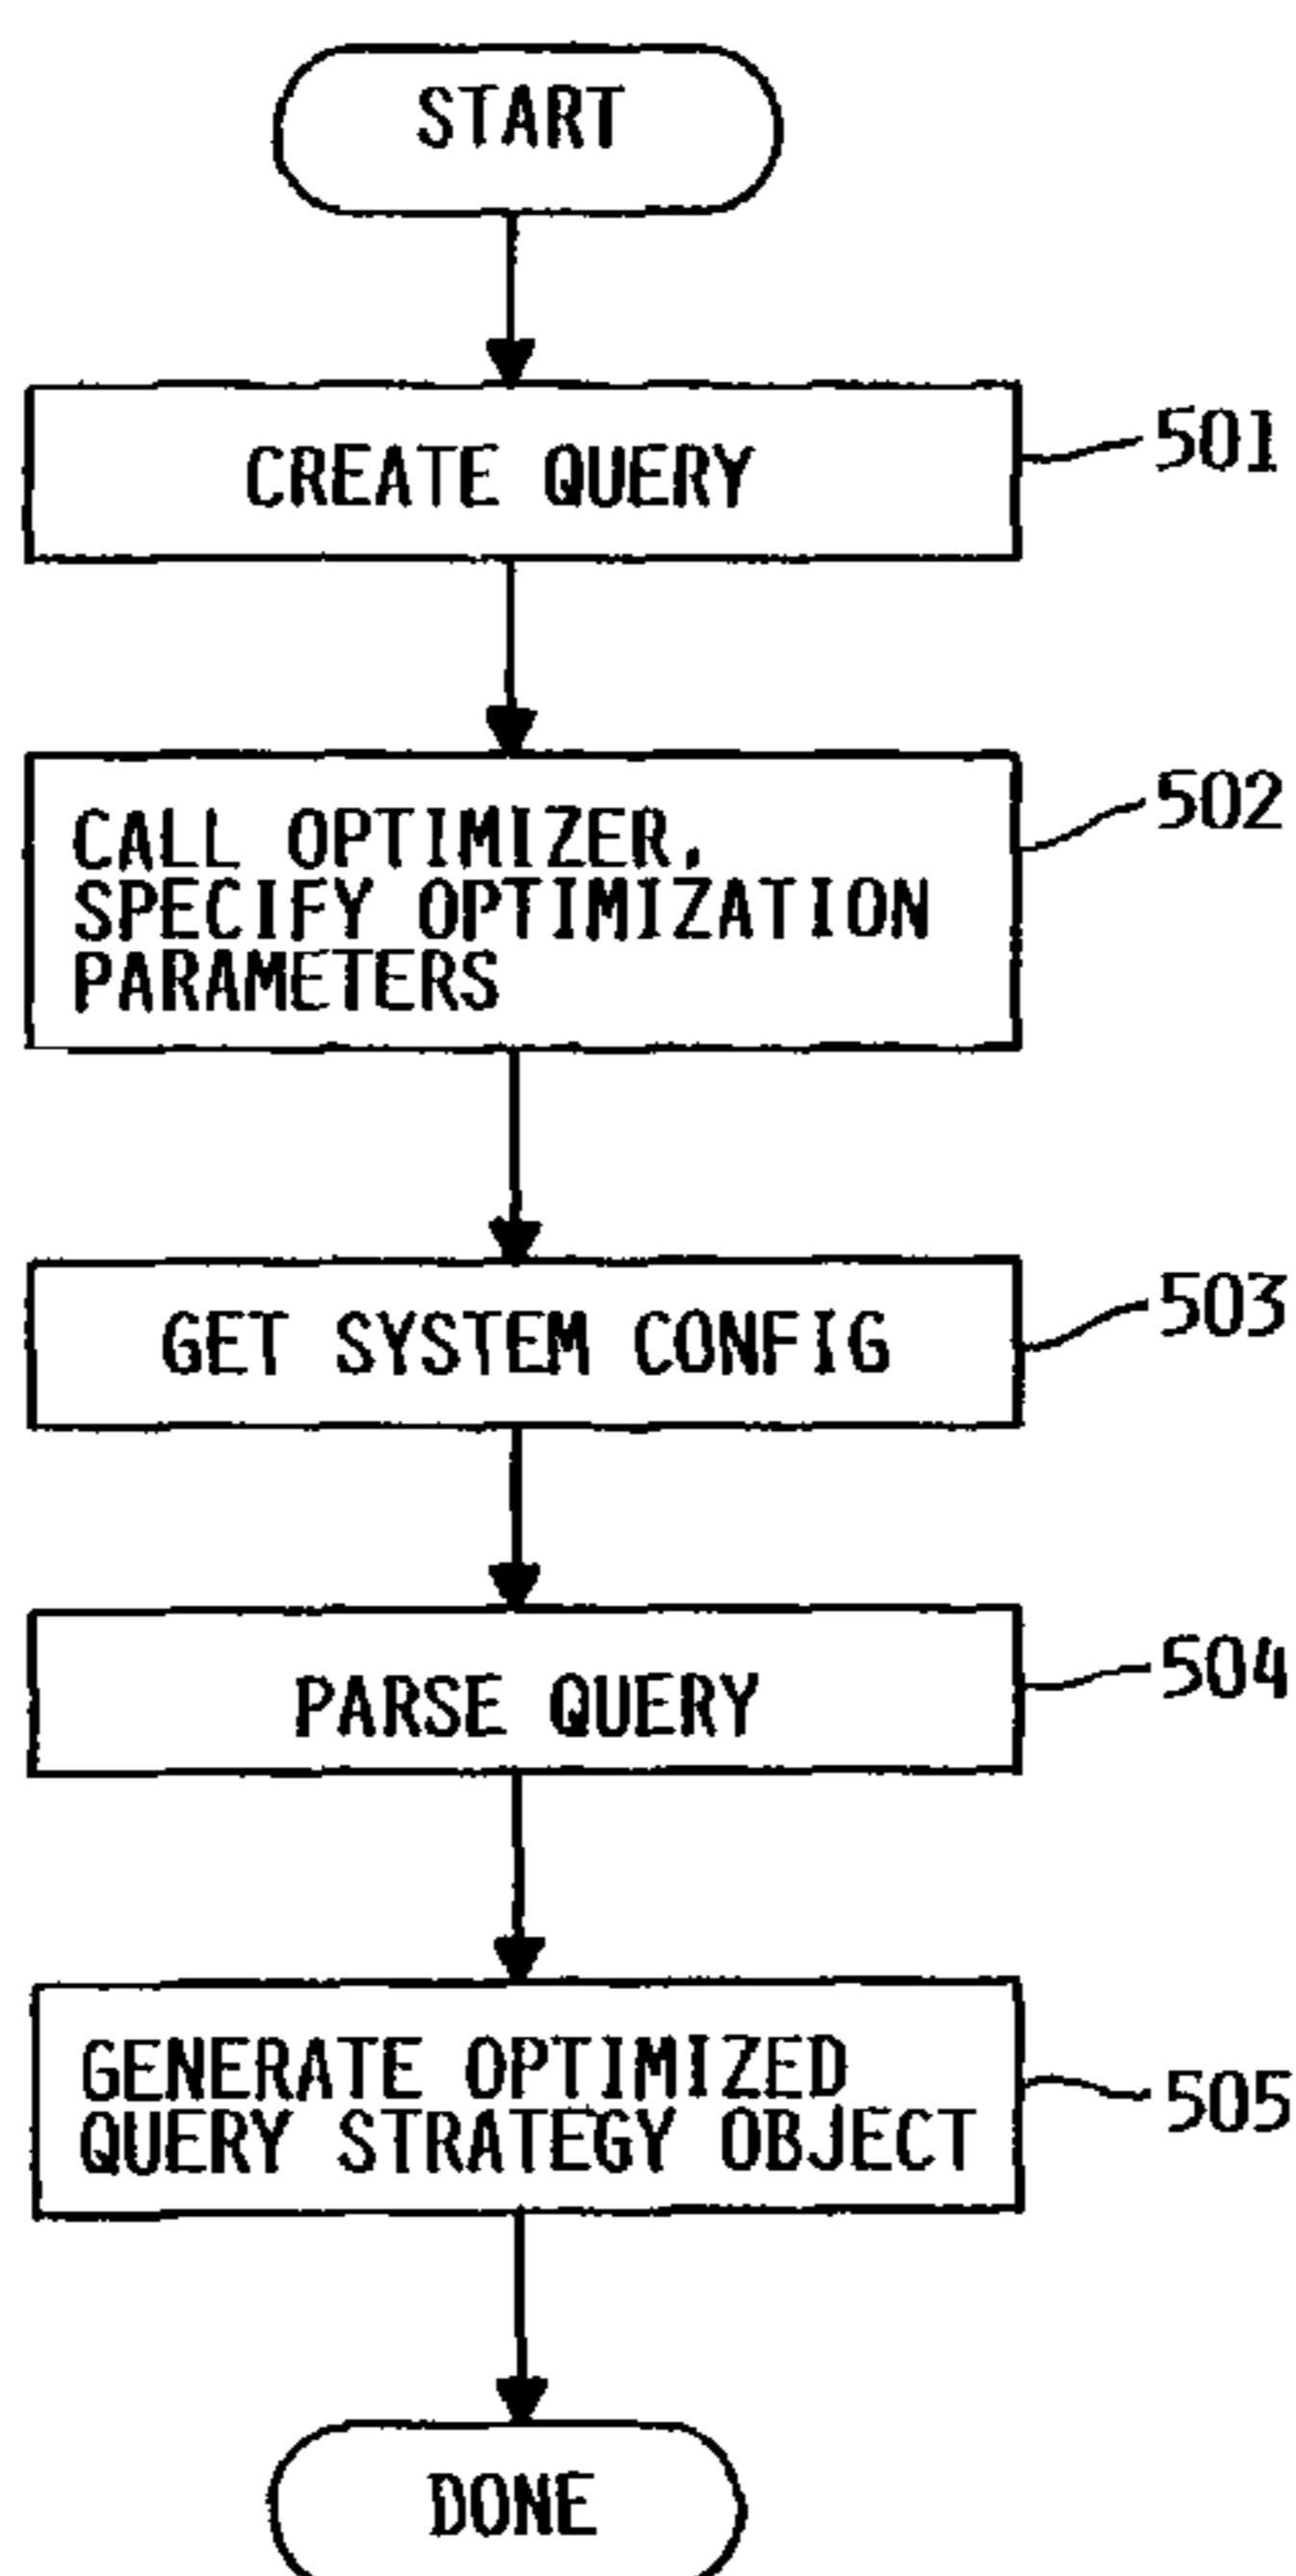 START
CREATE QUERY
501
CALL OPTIMIZER,
SPECIFY OPTIMIZATION
PARAMETERS
502
GET SYSTEM CONFIG
503
PARSE QUERY
504
GENERATE OPTIMIZED
QUERY STRATEGY OBJECT
505
DONE